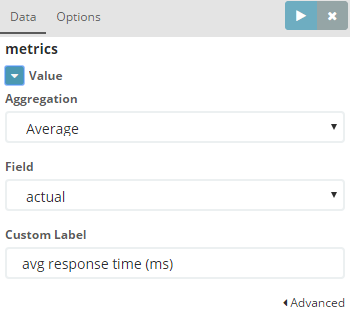 Data Options
metrics
Value
Aggregation
Average
Field
actual
Custom Label
avg response time (ms)
Advanced